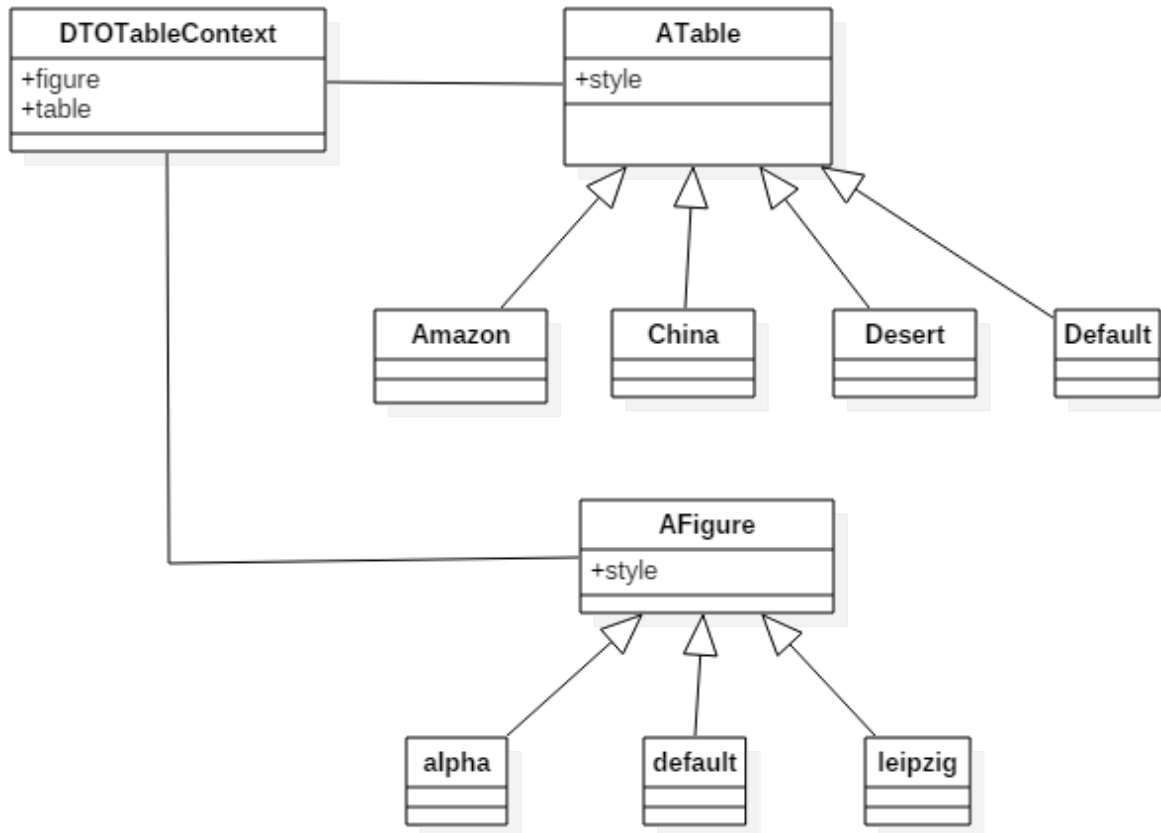 DTOTableContext
+figure
+table
ATable
+style
Amazon
China
Desert
Default
AFigure
+style
alpha
default
leipzig